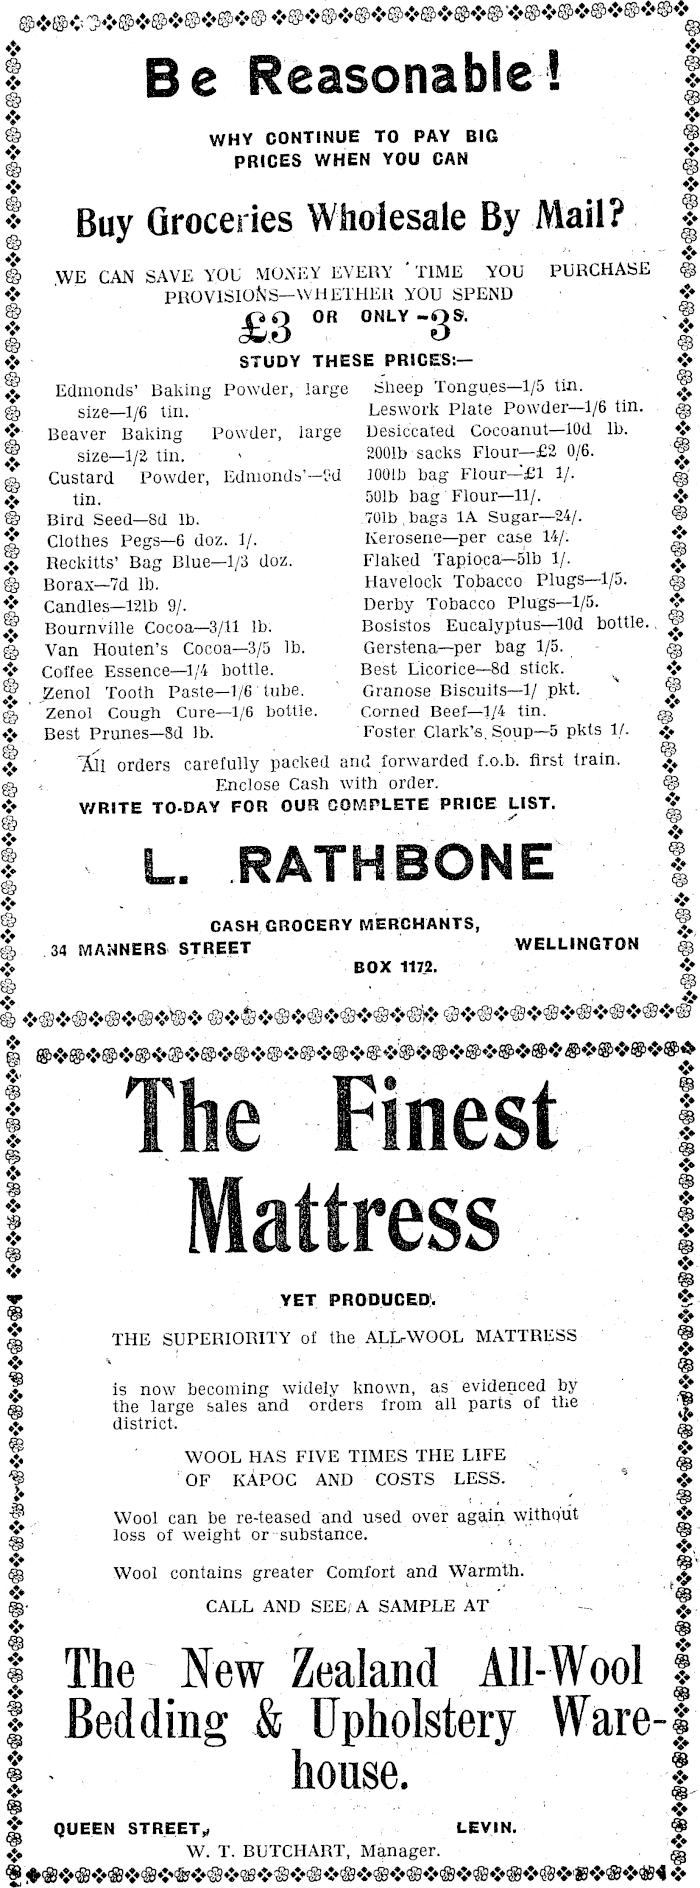 Be Reasonable!
WHY CONTINUE TO PAY BIG
PRICES WHEN YOU CAN
Buy Groceries Wholesale By Mail?
WE CAN SAVE YOU MONEY EVERY TIME YOU PURCHASE
PROVISIONS—WHETHER YOU SPEND
£3 OR ONLY -3s.
STUDY THESE PRICES:—
Edmonds' Baking Powder, large
size—1/6 tin.
Beaver Baking Powder, large
size—1/2 tin.
Custard Powder, Edmonds'—9d
tin.
Bird Seed—8d lb.
Clothes Pegs—6 doz. 1/.
Reckitts' Bag Blue—1/3 doz.
Borax—7d lb.
Candles—12lb 9/.
Bournville Cocoa—3/11 lb.
Van Houten's Cocoa—3/5 lb.
Coffee Essence—1/4 bottle.
Zenol Tooth Paste—1/6 tube.
Zenol Cough Cure—1/6 bottle.
Best Prunes—8d lb.
Sheep Tongues—1/5 tin.
Leswork Plate Powder—1/6 tin.
Desiccated Cocoanut—10d lb.
200lb sacks Flour—£2 0/6.
100lb bag Flour—£1 1/.
50lb bag Flour—11/.
70lb bags 1A Sugar—24/.
Kerosene—per case 14/.
Flaked Tapioca—5lb 1/.
Havelock Tobacco Plugs—1/5.
Derby Tobacco Plugs—1/5.
Bosistos Eucalyptus—10d bottle.
Gerstena—per bag 1/5.
Best Licorice—8d stick.
Granose Biscuits—1/ pkt.
Corned Beef—1/4 tin.
Foster Clark's Soup—5 pkts 1/.
All orders carefully packed and forwarded f.o.b. first train.
Enclose Cash with order.
WRITE TO-DAY FOR OUR COMPLETE PRICE LIST.
L. RATHBONE
CASH GROCERY MERCHANTS,
34 MANNERS STREET WELLINGTON
BOX 1172.
The Finest
Mattress
YET PRODUCED.
THE SUPERIORITY of the ALL-WOOL MATTRESS
is now becoming widely known, as evidenced by
the large sales and orders from all parts of the
district.
WOOL HAS FIVE TIMES THE LIFE
OF KAPOC AND COSTS LESS.
Wool can be re-teased and used over again without
loss of weight or substance.
Wool contains greater Comfort and Warmth.
CALL AND SEE A SAMPLE AT
The New Zealand All-Wool
Bedding & Upholstery Ware-
house.
QUEEN STREET, LEVIN.
W. T. BUTCHART, Manager.